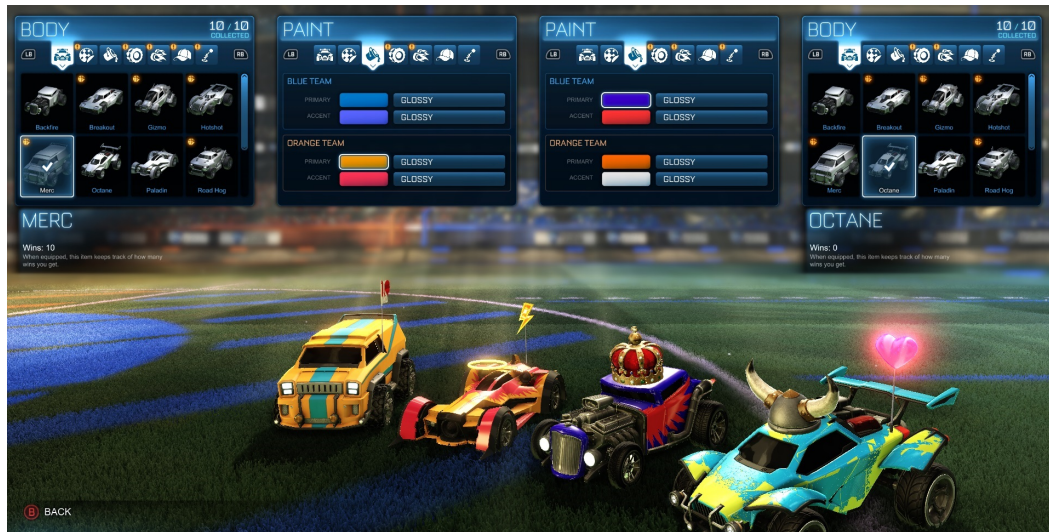 BODY
10 / 10
COLLECTED
LB
RB
Backfire
Breakout
Gizmo
Hotshot
Merc
Octane
Paladin
Road Hog
MERC
Wins: 10
When equipped, this item keeps track of how many
wins you get.
PAINT
LB
RB
BLUE TEAM
PRIMARY
GLOSSY
ACCENT
GLOSSY
ORANGE TEAM
PRIMARY
GLOSSY
ACCENT
GLOSSY
PAINT
LB
RB
BLUE TEAM
PRIMARY
GLOSSY
ACCENT
GLOSSY
ORANGE TEAM
PRIMARY
GLOSSY
ACCENT
GLOSSY
BODY
10 / 10
COLLECTED
LB
RB
Backfire
Breakout
Gizmo
Hotshot
Merc
Octane
Paladin
Road Hog
OCTANE
Wins: 0
When equipped, this item keeps track of how many
wins you get.
B BACK